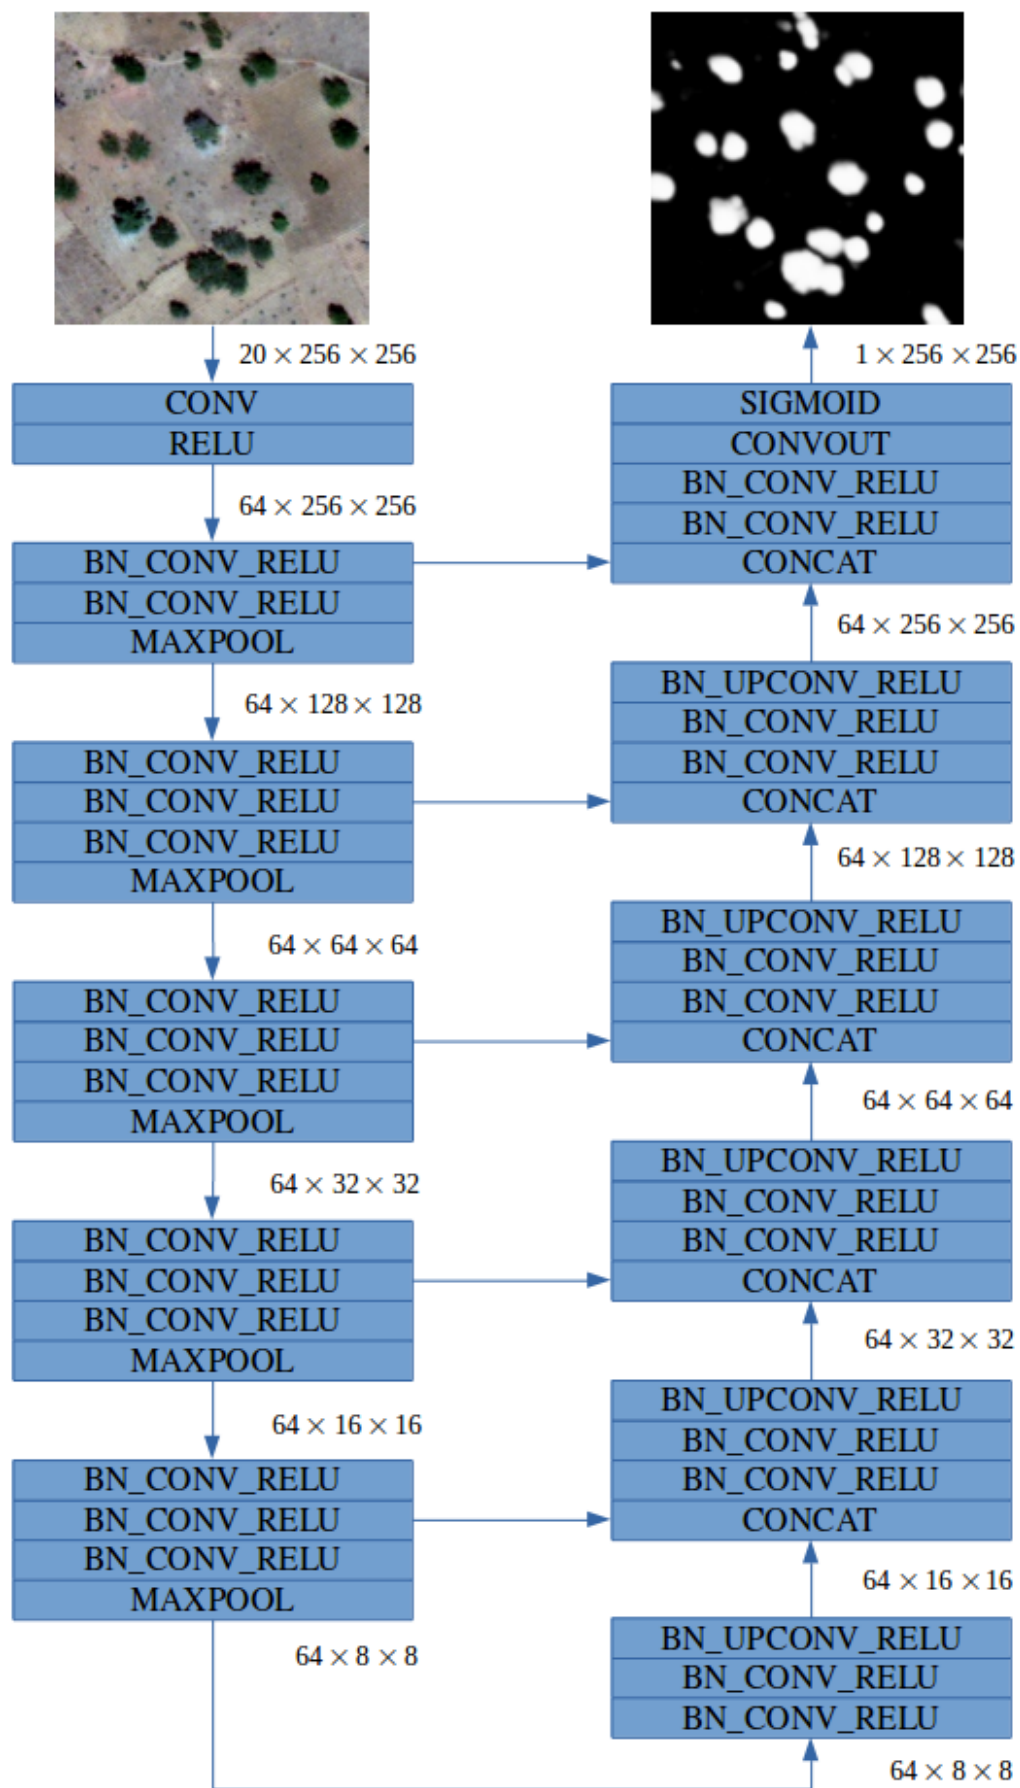 20 × 256 × 256
CONV
RELU
64 × 256 × 256
BN_CONV_RELU
BN_CONV_RELU
MAXPOOL
64 × 128 × 128
BN_CONV_RELU
BN_CONV_RELU
BN_CONV_RELU
MAXPOOL
64 × 64 × 64
BN_CONV_RELU
BN_CONV_RELU
BN_CONV_RELU
MAXPOOL
64 × 32 × 32
BN_CONV_RELU
BN_CONV_RELU
BN_CONV_RELU
MAXPOOL
64 × 16 × 16
BN_CONV_RELU
BN_CONV_RELU
BN_CONV_RELU
MAXPOOL
64 × 8 × 8
1 × 256 × 256
SIGMOID
CONVOUT
BN_CONV_RELU
BN_CONV_RELU
CONCAT
64 × 256 × 256
BN_UPCONV_RELU
BN_CONV_RELU
BN_CONV_RELU
CONCAT
64 × 128 × 128
BN_UPCONV_RELU
BN_CONV_RELU
BN_CONV_RELU
CONCAT
64 × 64 × 64
BN_UPCONV_RELU
BN_CONV_RELU
BN_CONV_RELU
CONCAT
64 × 32 × 32
BN_UPCONV_RELU
BN_CONV_RELU
BN_CONV_RELU
CONCAT
64 × 16 × 16
BN_UPCONV_RELU
BN_CONV_RELU
BN_CONV_RELU
64 × 8 × 8